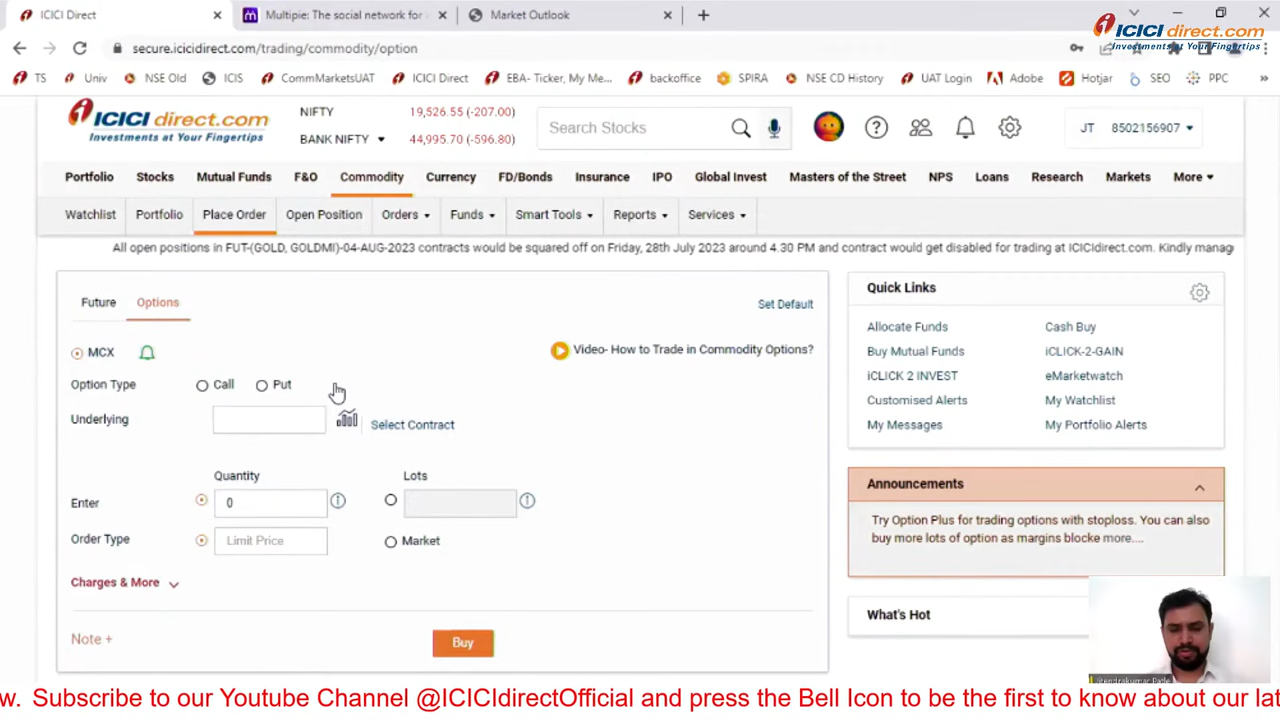 ICICI Direct
Multipie: The social network for
Market Outlook
secure.icicidirect.com/trading/commodity/option
ICICI direct.com
Investments at Your Fingertips
TS
Univ
NSE Old
ICIS
CommMarketsUAT
ICICI Direct
EBA- Ticker, My Me...
backoffice
SPIRA
NSE CD History
UAT Login
Adobe
Hotjar
SEO
PPC
ICICI direct.com
Investments at Your Fingertips
NIFTY 19,526.55 (-207.00)
BANK NIFTY 44,995.70 (-596.80)
Search Stocks
JT 8502156907
Portfolio Stocks Mutual Funds F&O Commodity Currency FD/Bonds Insurance IPO Global Invest Masters of the Street NPS Loans Research Markets More
Watchlist Portfolio Place Order Open Position Orders Funds Smart Tools Reports Services
All open positions in FUT-(GOLD, GOLDMI)-04-AUG-2023 contracts would be squared off on Friday, 28th July 2023 around 4.30 PM and contract would get disabled for trading at ICICIdirect.com. Kindly manag
Future Options Set Default
MCX
Video- How to Trade in Commodity Options?
Option Type Call Put
Underlying Select Contract
Quantity Lots
Enter 0
Order Type Limit Price Market
Charges & More
Note + Buy
Quick Links
Allocate Funds Cash Buy
Buy Mutual Funds iCLICK-2-GAIN
iCLICK 2 INVEST eMarketwatch
Customised Alerts My Watchlist
My Messages My Portfolio Alerts
Announcements
Try Option Plus for trading options with stoploss. You can also
buy more lots of option as margins blocke more....
What's Hot
Jitendrakumar Patle
w. Subscribe to our Youtube Channel @ICICIdirectOfficial and press the Bell Icon to be the first to know about our lat